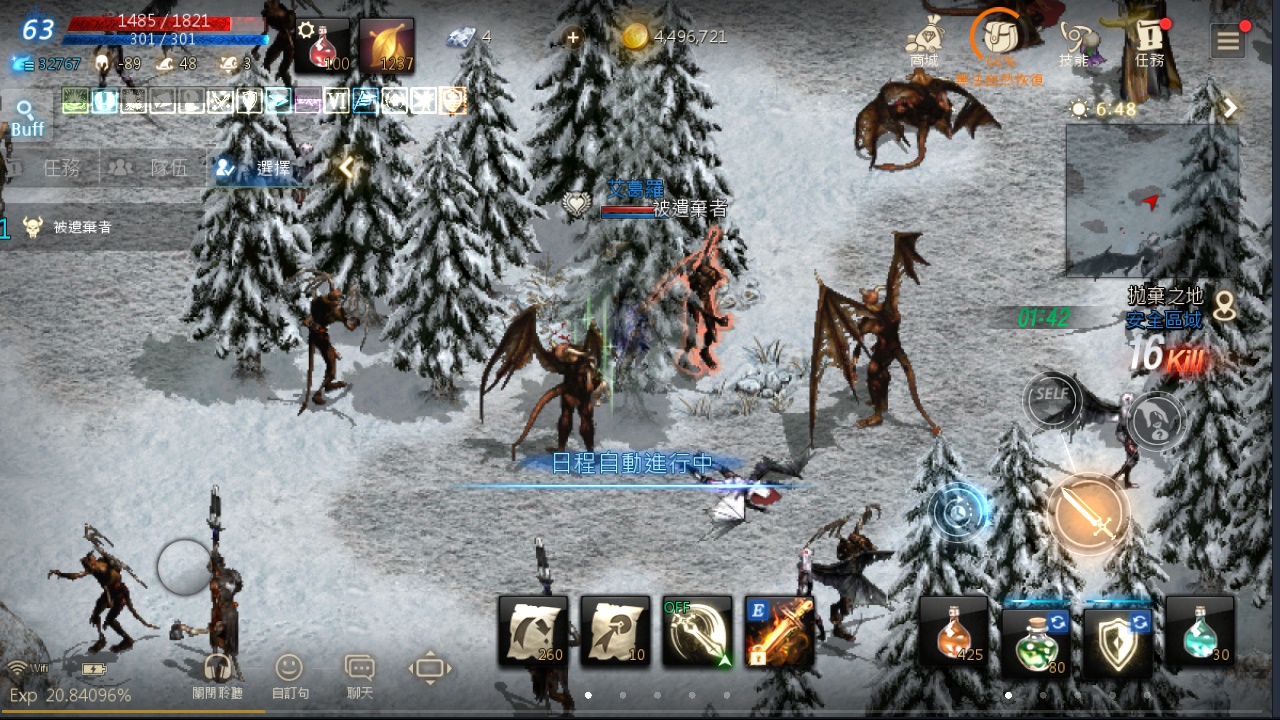 63
1485 / 1821
301 / 301
32767
-89
48
3
100
1237
4
4,496,721
商城
技能
任務
6:48
Buff
任務
隊伍
選擇
1
被遺棄者
艾蔓羅
被遺棄者
拋棄之地
安全區域
01:42
16 Kill
SELF
日程自動進行中
260
10
OFF
E
425
80
30
Wifi
關閉聆聽
自訂句
聊天
Exp 20.84096%